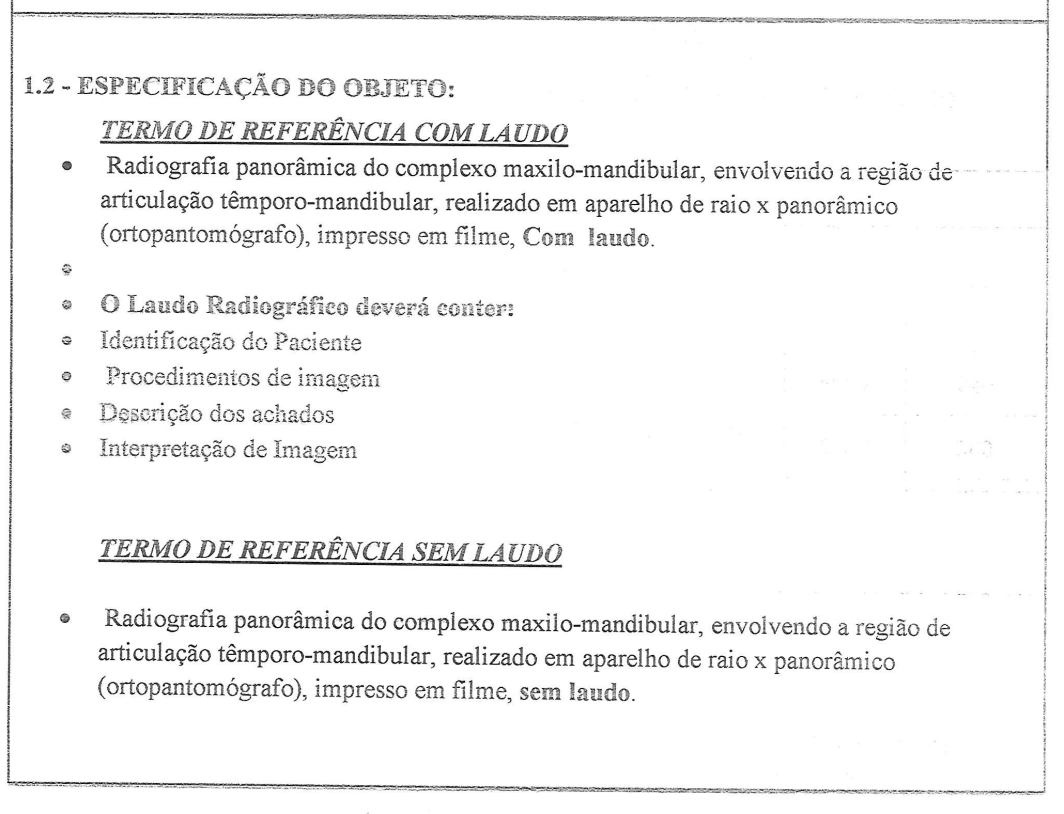 1.2 - ESPECIFICAÇÃO DO OBJETO:
TERMO DE REFERÊNCIA COM LAUDO
• Radiografia panorâmica do complexo maxilo-mandibular, envolvendo a região de
articulação têmporo-mandibular, realizado em aparelho de raio x panorâmico
(ortopantomógrafo), impresso em filme, Com laudo.
•
• O Laudo Radiográfico deverá conter:
• Identificação do Paciente
• Procedimentos de imagem
• Descrição dos achados
• Interpretação de Imagem
TERMO DE REFERÊNCIA SEM LAUDO
• Radiografia panorâmica do complexo maxilo-mandibular, envolvendo a região de
articulação têmporo-mandibular, realizado em aparelho de raio x panorâmico
(ortopantomógrafo), impresso em filme, sem laudo.